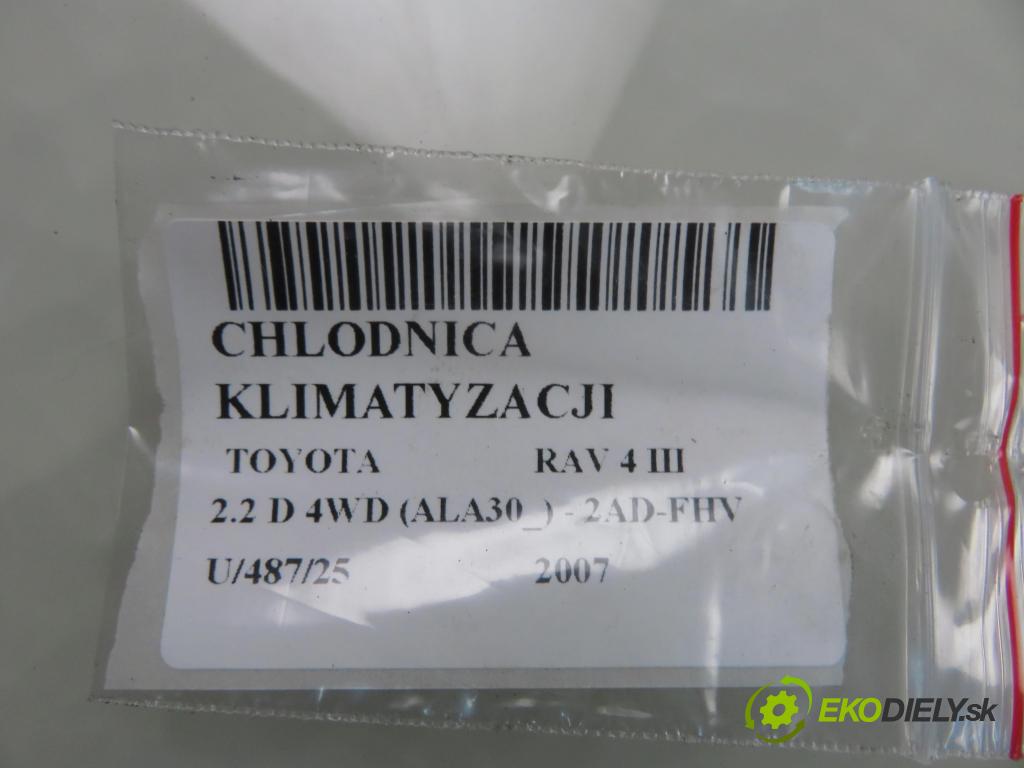 CHLODNICA
KLIMATYZACJI
TOYOTA RAV 4 III
2.2 D 4WD (ALA30_) - 2AD-FHV
U/487/25 2007
EKODIELY.sk